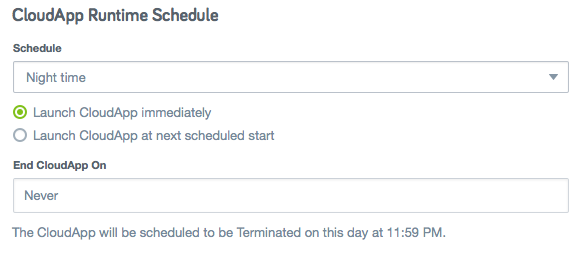 CloudApp Runtime Schedule
Schedule
Night time
Launch CloudApp immediately
Launch CloudApp at next scheduled start
End CloudApp On
Never
The CloudApp will be scheduled to be Terminated on this day at 11:59 PM.